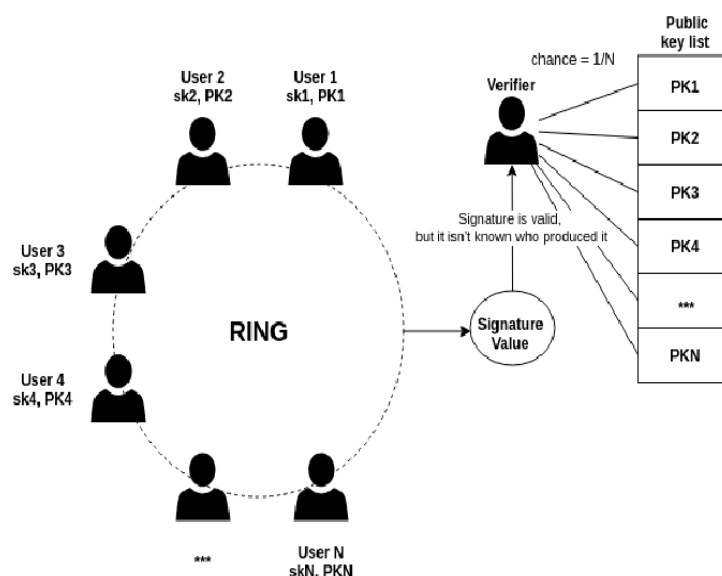 Public
key list
chance = 1/N
Verifier
PK1
PK2
PK3
PK4
***
PKN
User 2
sk2, PK2
User 1
sk1, PK1
Signature is valid,
but it isn't known who produced it
User 3
sk3, PK3
RING
Signature
Value
User 4
sk4, PK4
***
User N
skN, PKN